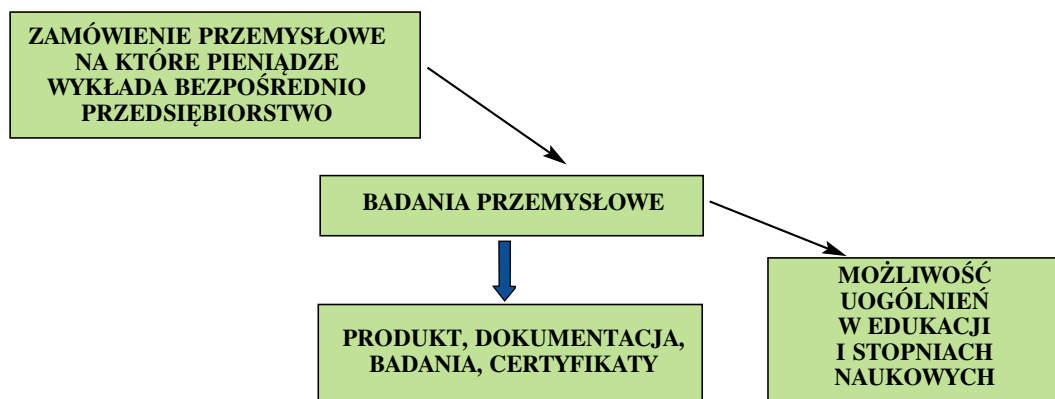 ZAMÓWIENIE PRZEMYSŁOWE
NA KTÓRE PIENIĄDZE
WYKŁADA BEZPOŚREDNIO
PRZEDSIĘBIORSTWO
BADANIA PRZEMYSŁOWE
PRODUKT, DOKUMENTACJA,
BADANIA, CERTYFIKATY
MOŻLIWOŚĆ
UOGÓLNIEŃ
W EDUKACJI
I STOPNIACH
NAUKOWYCH